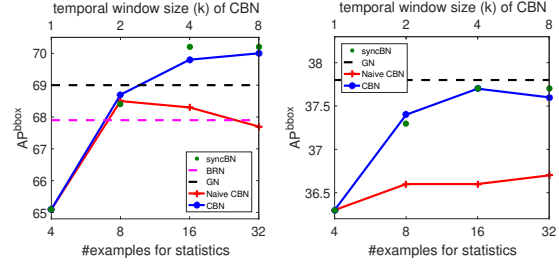 temporal window size (k) of CBN
1 2 4 8
70
69
68
67
66
65
AP^bbox
syncBN
BRN
GN
Naive CBN
CBN
4 8 16 32
#examples for statistics
temporal window size (k) of CBN
1 2 4 8
38
37.5
37
36.5
AP^bbox
syncBN
GN
Naive CBN
CBN
4 8 16 32
#examples for statistics